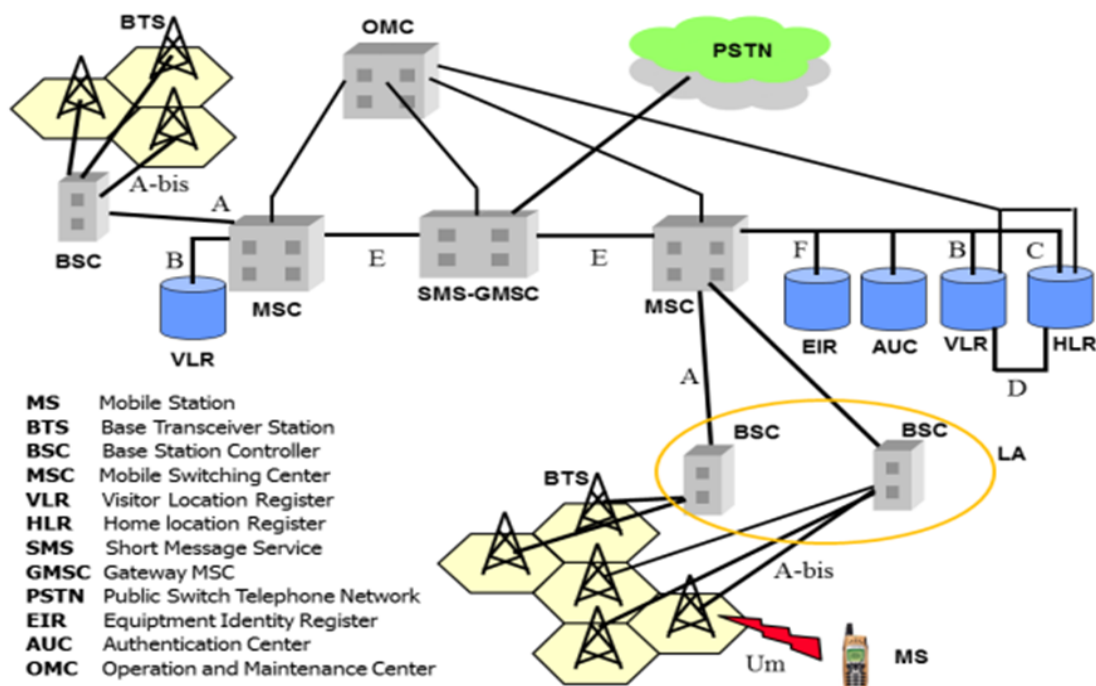 BTS
OMC
PSTN
A-bis
A
BSC
B
E
E
F
B
C
MSC
SMS-GMSC
MSC
VLR
EIR
AUC
VLR
HLR
D
A
BSC
BSC
LA
BTS
A-bis
Um
MS
MS Mobile Station
BTS Base Transceiver Station
BSC Base Station Controller
MSC Mobile Switching Center
VLR Visitor Location Register
HLR Home location Register
SMS Short Message Service
GMSC Gateway MSC
PSTN Public Switch Telephone Network
EIR Equiptment Identity Register
AUC Authentication Center
OMC Operation and Maintenance Center